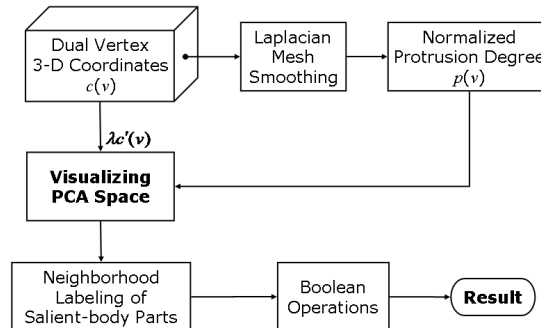 Dual Vertex
3-D Coordinates
c(v)
Laplacian
Mesh
Smoothing
Normalized
Protrusion Degree
p(v)
λc'(v)
Visualizing
PCA Space
Neighborhood
Labeling of
Salient-body Parts
Boolean
Operations
Result